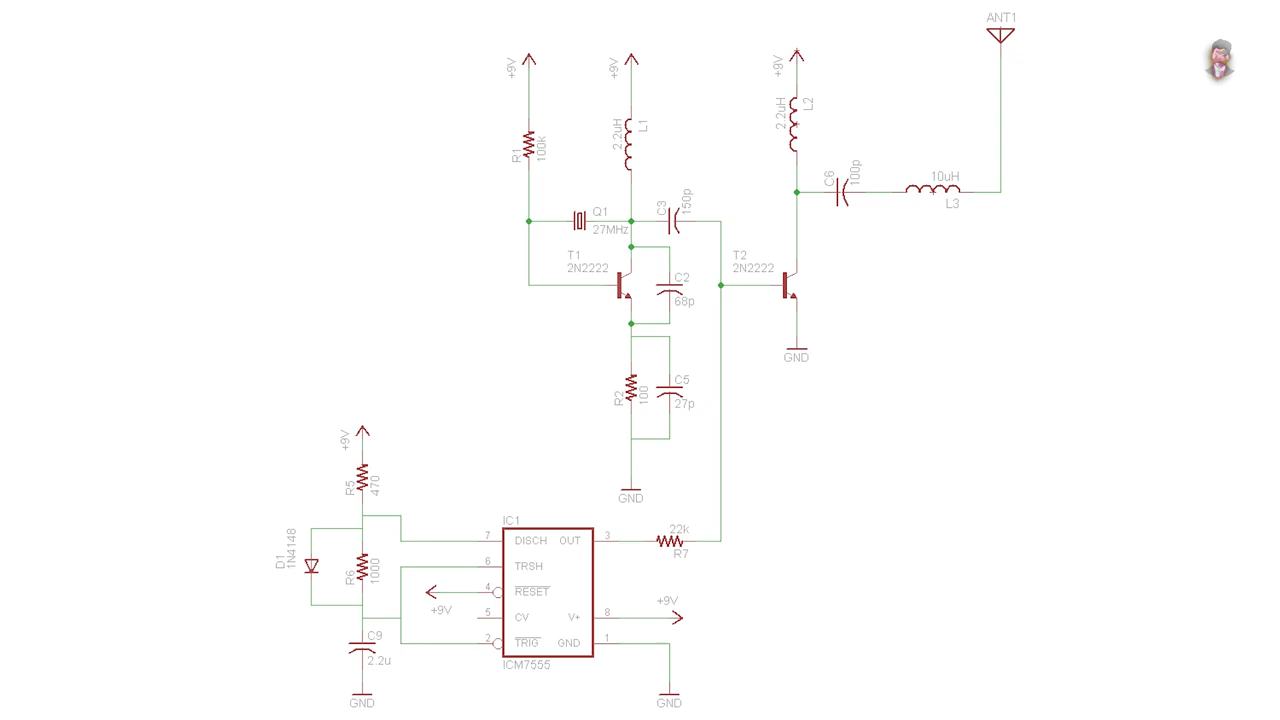 ANT1
+9V
+9V
+9V
2.2uH
L2
2.2uH
L1
R1
100k
C6
100p
10uH
L3
C3
150p
Q1
27MHz
T1
2N2222
T2
2N2222
C2
68p
GND
R2
100
C5
27p
+9V
R5
470
GND
IC1
22k
R7
D1
1N4148
R6
1000
7
DISCH
OUT
3
6
TRSH
4
RESET
+9V
+9V
5
CV
V+
8
2
TRIG
GND
1
C9
2.2u
ICM7555
GND
GND